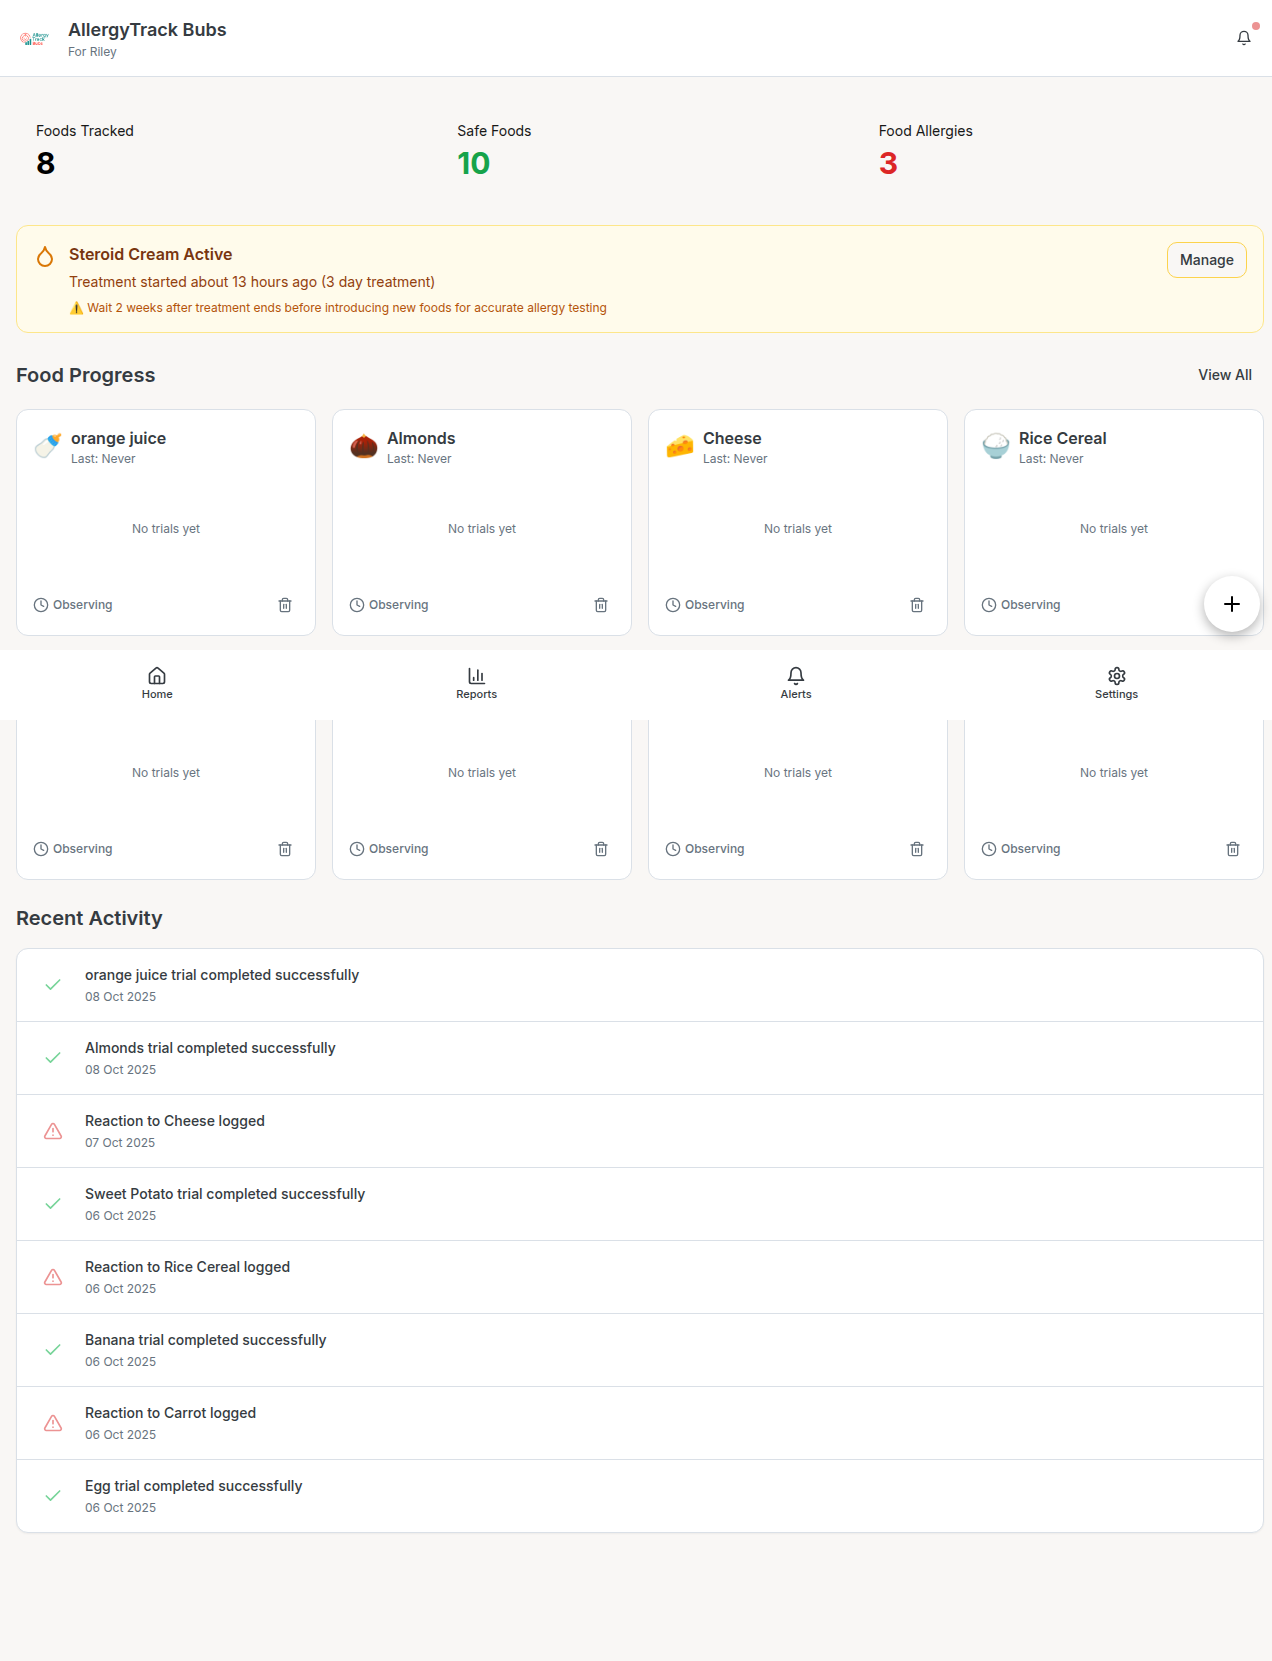 Allergy
Track
Bubs
AllergyTrack Bubs
For Riley
Foods Tracked
8
Safe Foods
10
Food Allergies
3
Steroid Cream Active
Treatment started about 13 hours ago (3 day treatment)
⚠️ Wait 2 weeks after treatment ends before introducing new foods for accurate allergy testing
Manage
Food Progress
View All
orange juice
Last: Never
No trials yet
Observing
Almonds
Last: Never
No trials yet
Observing
Cheese
Last: Never
No trials yet
Observing
Rice Cereal
Last: Never
No trials yet
Observing
Home
Reports
Alerts
Settings
No trials yet
Observing
No trials yet
Observing
No trials yet
Observing
No trials yet
Observing
Recent Activity
orange juice trial completed successfully
08 Oct 2025
Almonds trial completed successfully
08 Oct 2025
Reaction to Cheese logged
07 Oct 2025
Sweet Potato trial completed successfully
06 Oct 2025
Reaction to Rice Cereal logged
06 Oct 2025
Banana trial completed successfully
06 Oct 2025
Reaction to Carrot logged
06 Oct 2025
Egg trial completed successfully
06 Oct 2025